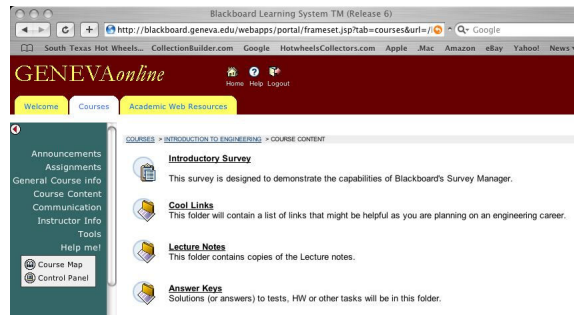 Blackboard Learning System TM (Release 6)
http://blackboard.geneva.edu/webapps/portal/frameset.jsp?tab=courses&url=/
Google
South Texas Hot Wheels... CollectionBuilder.com Google HotwheelsCollectors.com Apple .Mac Amazon eBay Yahoo! News
GENEVAonline
Home Help Logout
Welcome Courses Academic Web Resources
COURSES > INTRODUCTION TO ENGINEERING > COURSE CONTENT
Announcements
Assignments
General Course info
Course Content
Communication
Instructor Info
Tools
Help me!
Course Map
Control Panel
Introductory Survey
This survey is designed to demonstrate the capabilities of Blackboard's Survey Manager.
Cool Links
This folder will contain a list of links that might be helpful as you are planning on an engineering career.
Lecture Notes
This folder contains copies of the Lecture notes.
Answer Keys
Solutions (or answers) to tests, HW or other tasks will be in this folder.